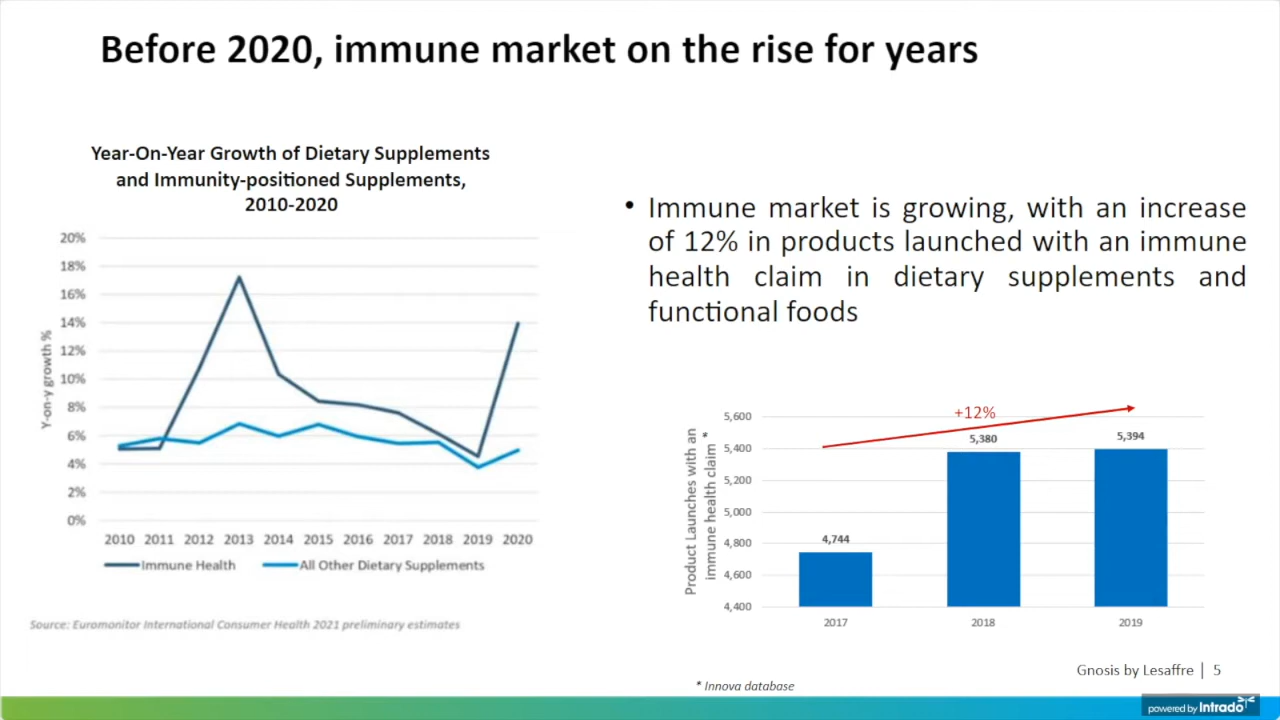 Before 2020, immune market on the rise for years
Year-On-Year Growth of Dietary Supplements
and Immunity-positioned Supplements,
2010-2020
20%
18%
16%
14%
12%
10%
8%
6%
4%
2%
0%
Y-on-y growth %
2010 2011 2012 2013 2014 2015 2016 2017 2018 2019 2020
Immune Health All Other Dietary Supplements
Source: Euromonitor International Consumer Health 2021 preliminary estimates
• Immune market is growing, with an increase
of 12% in products launched with an immune
health claim in dietary supplements and
functional foods
Product Launches with an
immune health claim *
5,600
5,400
5,200
5,000
4,800
4,600
4,400
+12%
4,744
5,380
5,394
2017 2018 2019
* Innova database
Gnosis by Lesaffre | 5
powered by Intrado